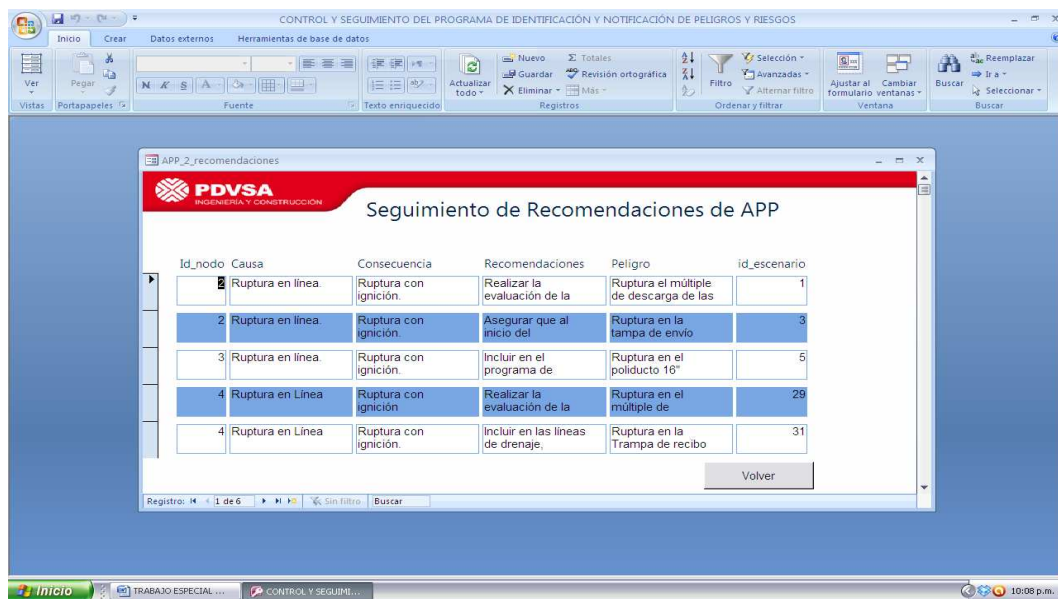 CONTROL Y SEGUIMIENTO DEL PROGRAMA DE IDENTIFICACIÓN Y NOTIFICACIÓN DE PELIGROS Y RIESGOS
Inicio Crear Datos externos Herramientas de base de datos
Ver
Pegar
N K S A
Actualizar todo
Nuevo
Guardar
Eliminar
Totales
Revisión ortográfica
Más
Filtro
Selección
Avanzadas
Alternar filtro
Ajustar al formulario
Cambiar ventanas
Buscar
Reemplazar
Ir a
Seleccionar
Vistas Portapapeles Fuente Texto enriquecido Registros Ordenar y filtrar Ventana Buscar
APP_2_recomendaciones
PDVSA
INGENIERÍA Y CONSTRUCCIÓN
Seguimiento de Recomendaciones de APP
Id_nodo Causa Consecuencia Recomendaciones Peligro id_escenario
2 Ruptura en línea. Ruptura con ignición. Realizar la evaluación de la Ruptura el múltiple de descarga de las 1
2 Ruptura en línea. Ruptura con ignición. Asegurar que al inicio del Ruptura en la tampa de envío 3
3 Ruptura en línea. Ruptura con ignición. Incluir en el programa de Ruptura en el poliducto 16" 5
4 Ruptura en Línea Ruptura con ignición Realizar la evaluación de la Ruptura en el múltiple de 29
4 Ruptura en Línea Ruptura con ignición. Incluir en las líneas de drenaje, Ruptura en la Trampa de recibo 31
Volver
Registro: 1 de 6 Sin filtro Buscar
Inicio TRABAJO ESPECIAL ... CONTROL Y SEGUIMI... 10:08 p.m.